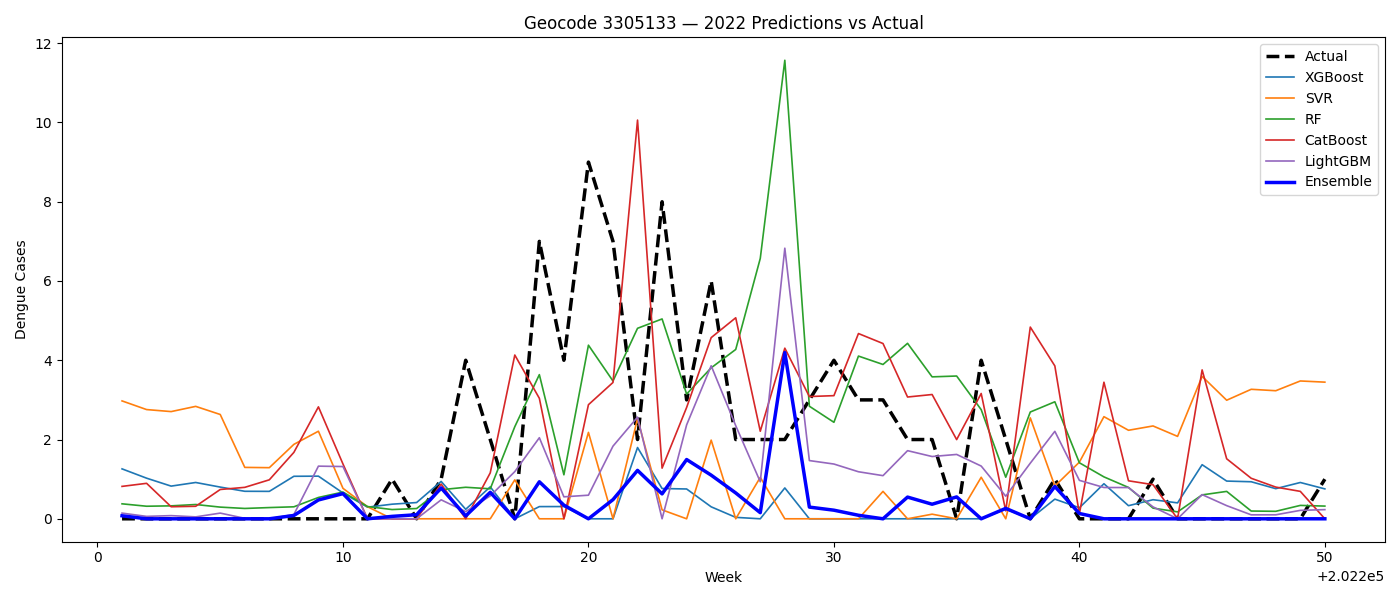 Geocode 3305133 — 2022 Predictions vs Actual
12
10
8
6
4
2
0
Dengue Cases
Actual
XGBoost
SVR
RF
CatBoost
LightGBM
Ensemble
0 10 20 30 40 50
Week
+2.022e5